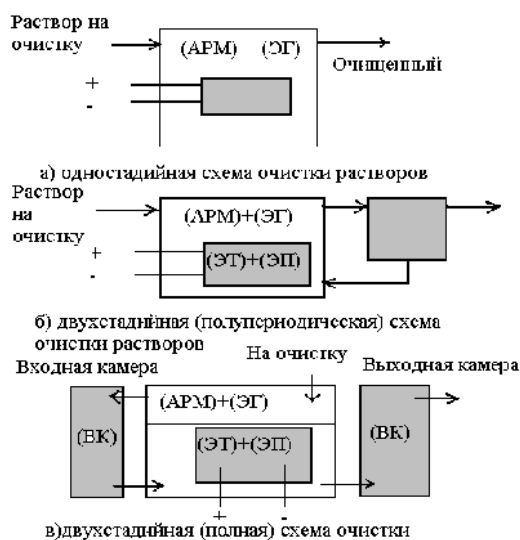 Раствор на
очистку
(АРМ) (ЭГ)
Очищенный
+
-
а) одностадийная схема очистки растворов
Раствор
на
очистку
(АРМ)+(ЭГ)
+
-
(ЭТ)+(ЭП)
б) двухстадийная (полупериодическая) схема
очистки растворов
На очистку
Входная камера
Выходная камера
(АРМ)+(ЭГ)
(ВК)
(ЭТ)+(ЭП)
(ВК)
+ -
в)двухстадийная (полная) схема очистки